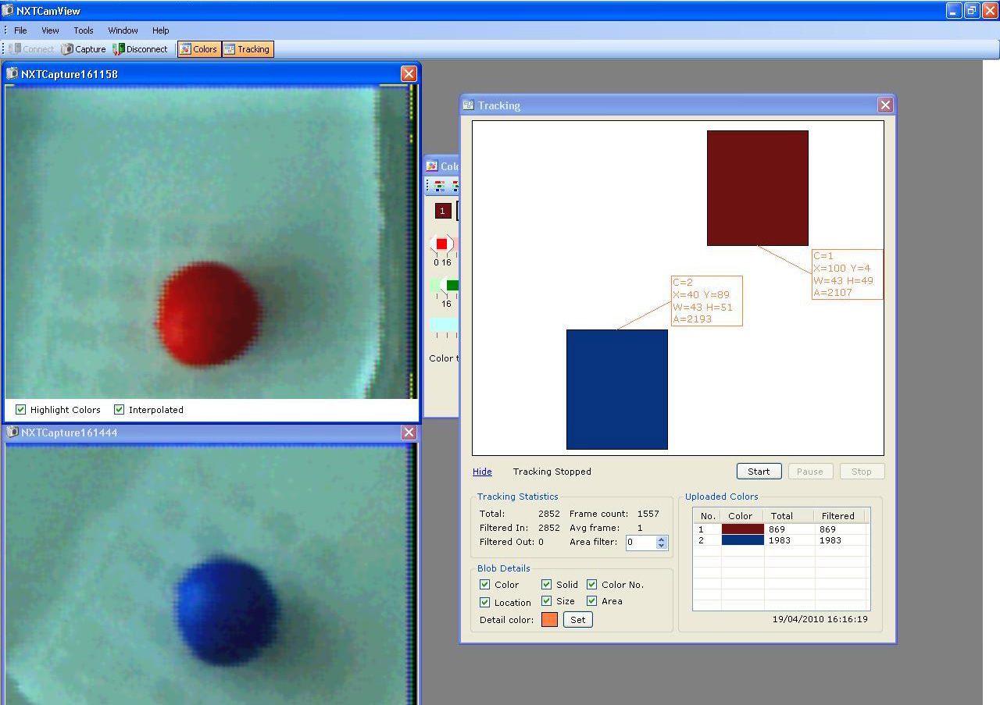 NXTCamView
File View Tools Window Help
Connect Capture Disconnect Colors Tracking
NXTCapture161158
Highlight Colors Interpolated
NXTCapture161444
1
0 16
16
Tracking
C=1
X=100 Y=4
W=43 H=49
A=2107
C=2
X=40 Y=89
W=43 H=51
A=2193
Hide Tracking Stopped Start Pause Stop
Tracking Statistics
Total: 2852 Frame count: 1557
Filtered In: 2852 Avg frame: 1
Filtered Out: 0 Area filter: 0
Blob Details
Color Solid Color No.
Location Size Area
Detail color: Set
Uploaded Colors
No. Color Total Filtered
1 869 869
2 1983 1983
19/04/2010 16:16:19